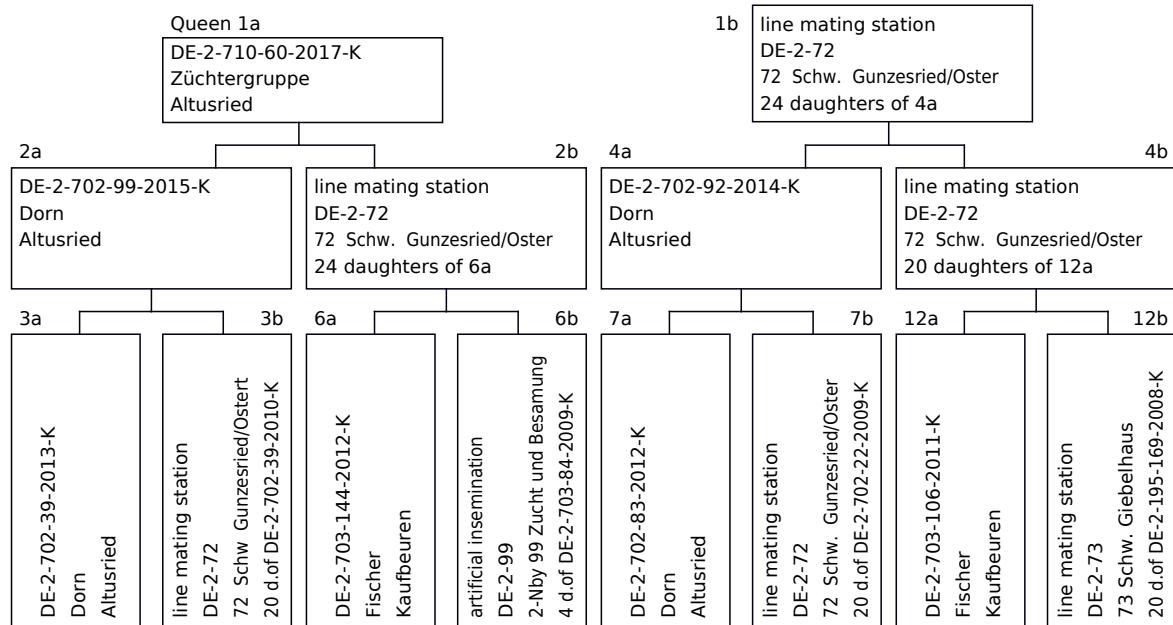 Queen 1a
DE-2-710-60-2017-K
Züchtergruppe
Altusried
1b
line mating station
DE-2-72
72 Schw. Gunzesried/Oster
24 daughters of 4a
2a
DE-2-702-99-2015-K
Dorn
Altusried
2b
line mating station
DE-2-72
72 Schw. Gunzesried/Oster
24 daughters of 6a
4a
DE-2-702-92-2014-K
Dorn
Altusried
4b
line mating station
DE-2-72
72 Schw. Gunzesried/Oster
20 daughters of 12a
3a
DE-2-702-39-2013-K
Dorn
Altusried
3b
line mating station
DE-2-72
72 Schw Gunzesried/Ostert
20 d.of DE-2-702-39-2010-K
6a
DE-2-703-144-2012-K
Fischer
Kaufbeuren
6b
artificial insemination
DE-2-99
2-Nby 99 Zucht und Besamung
4 d.of DE-2-703-84-2009-K
7a
DE-2-702-83-2012-K
Dorn
Altusried
7b
line mating station
DE-2-72
72 Schw. Gunzesried/Oster
20 d.of DE-2-702-22-2009-K
12a
DE-2-703-106-2011-K
Fischer
Kaufbeuren
12b
line mating station
DE-2-73
73 Schw. Giebelhaus
20 d.of DE-2-195-169-2008-K